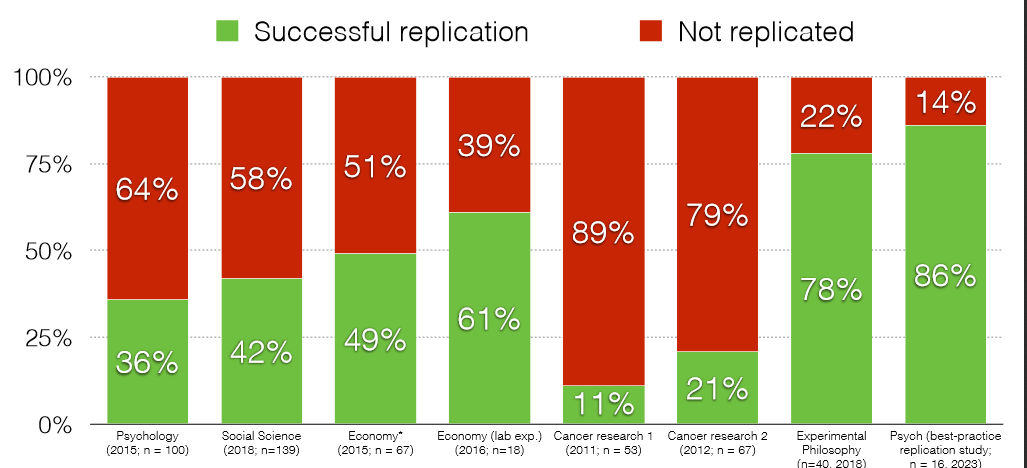 Successful replication Not replicated
100%
75%
50%
25%
0%
64% 58% 51% 39% 89% 79% 22% 14%
36% 42% 49% 61% 11% 21% 78% 86%
Psychology
(2015; n = 100)
Social Science
(2018; n=139)
Economy*
(2015; n = 67)
Economy (lab exp.)
(2016; n=18)
Cancer research 1
(2011; n = 53)
Cancer research 2
(2012; n = 67)
Experimental
Philosophy
(n=40, 2018)
Psych (best-practice
replication study;
n = 16, 2023)